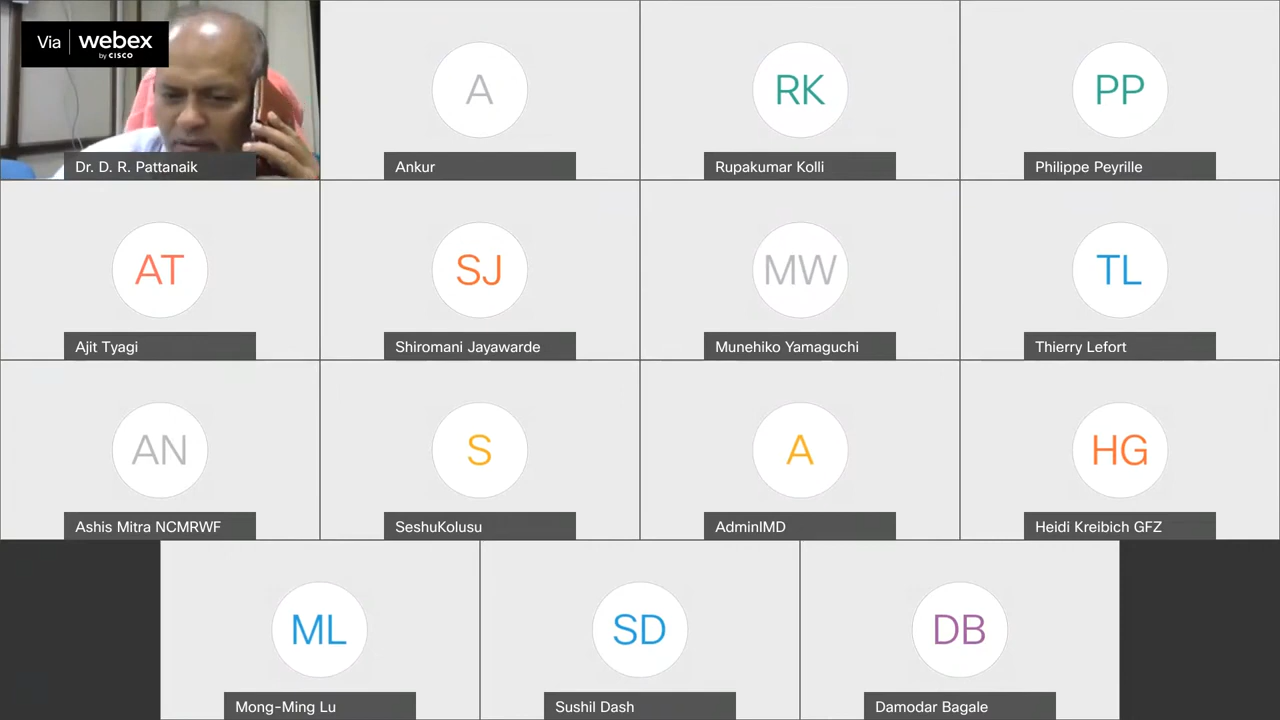 Via webex
by CISCO
Dr. D. R. Pattanaik
A
Ankur
RK
Rupakumar Kolli
PP
Philippe Peyrille
AT
Ajit Tyagi
SJ
Shiromani Jayawarde
MW
Munehiko Yamaguchi
TL
Thierry Lefort
AN
Ashis Mitra NCMRWF
S
SeshuKolusu
A
AdminIMD
HG
Heidi Kreibich GFZ
ML
Mong-Ming Lu
SD
Sushil Dash
DB
Damodar Bagale